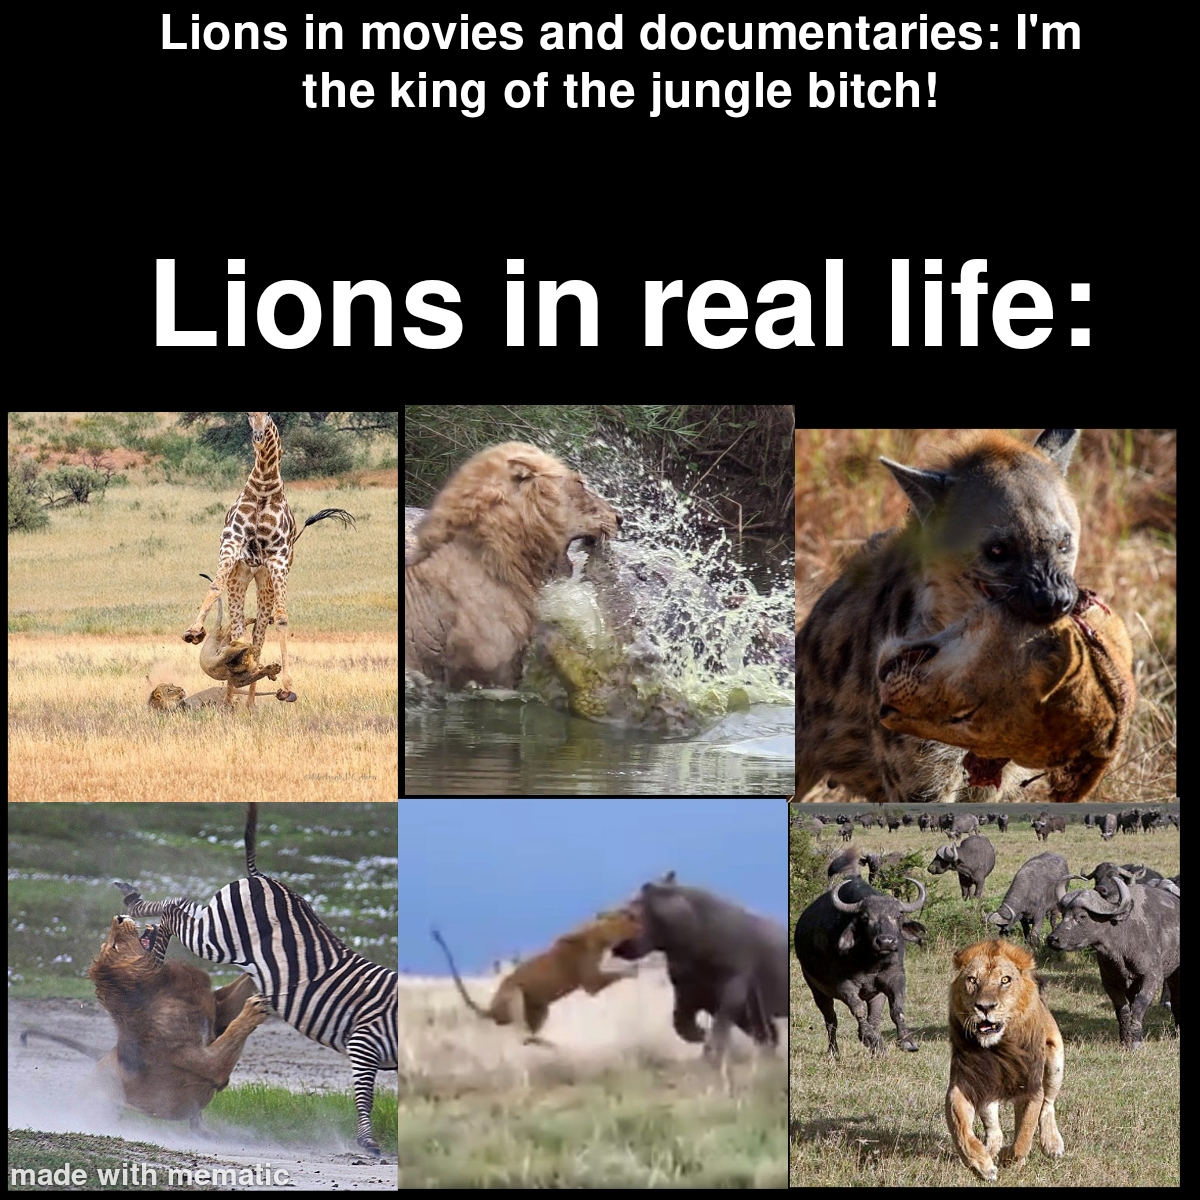 Lions in movies and documentaries: I'm
the king of the jungle bitch!
Lions in real life:
made with mematic